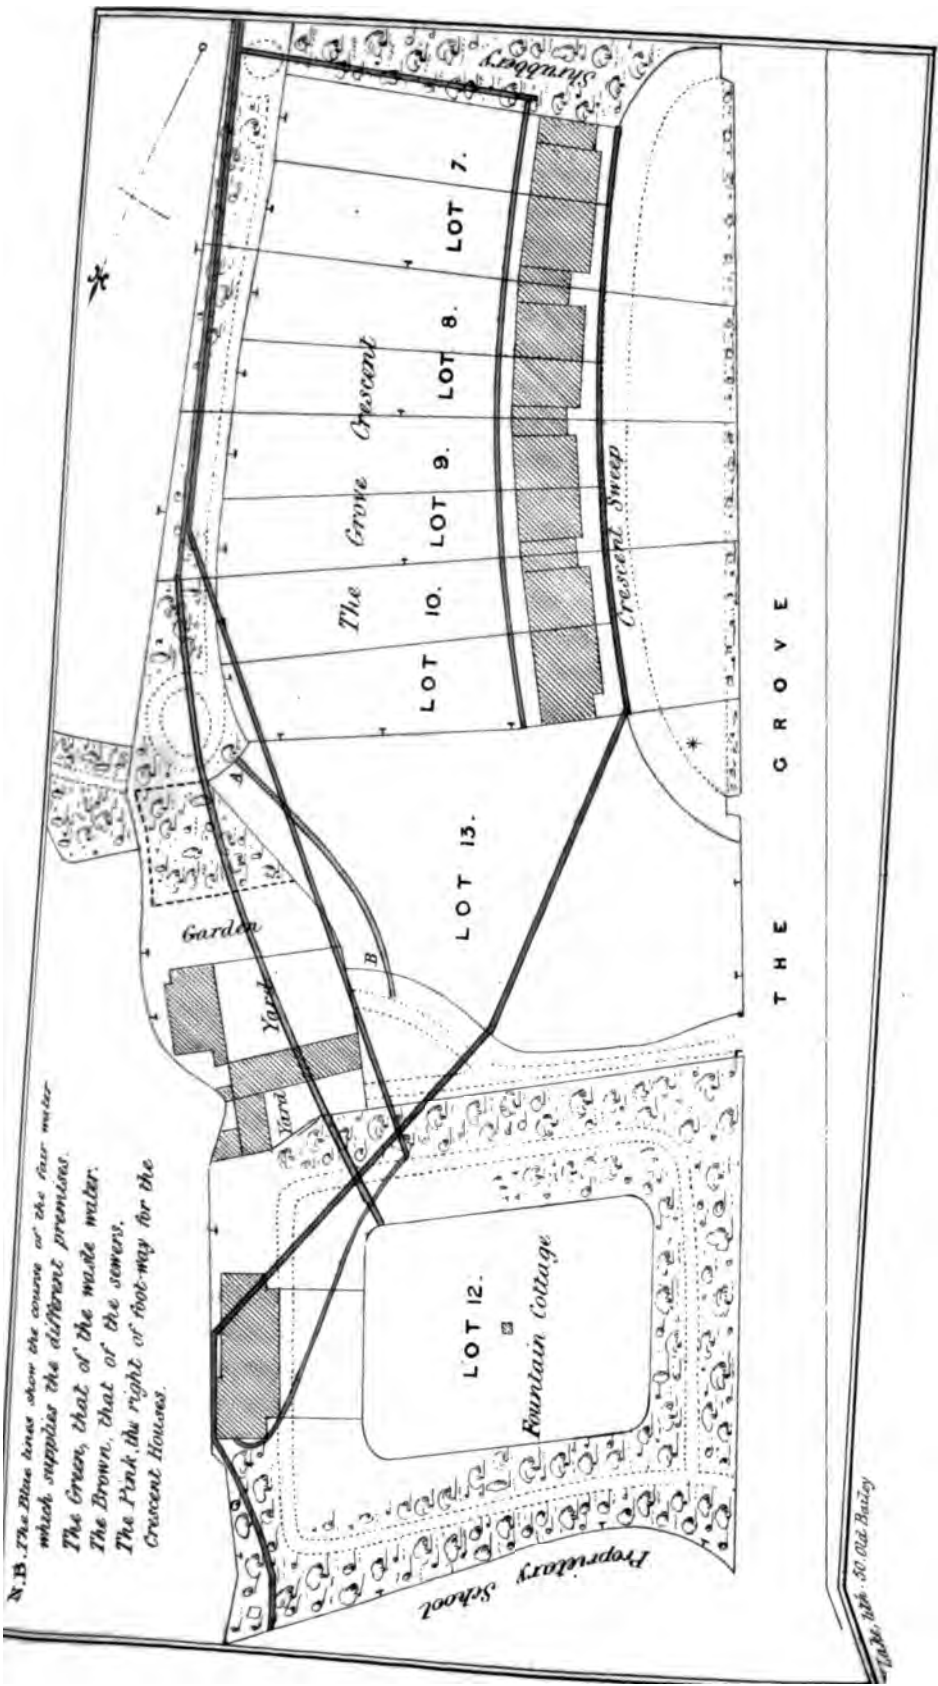 N.B. The Blue lines show the course of the fair water
which supplies the different premises.
The Green, that of the waste water.
The Brown, that of the sewers.
The Pink the right of foot-way for the
Crescent Houses.
Shrubbery
LOT 7.
LOT 8.
LOT 9.
LOT 10.
The Grove Crescent
Crescent Sweep
LOT 13.
A
B
Garden
Yard
Yard
LOT 12.
Fountain Cottage
Proprietary School
THE GROVE
50. Old Bailey